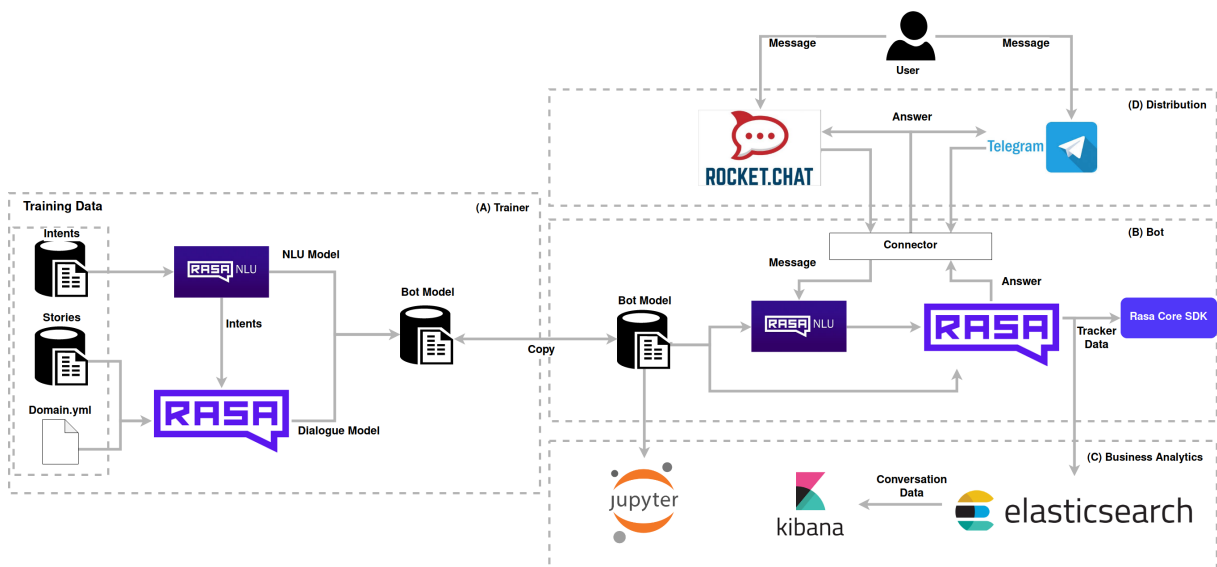 Message
Message
User
(D) Distribution
Answer
ROCKET.CHAT
Telegram
Training Data
(A) Trainer
Intents
RASA NLU
NLU Model
Bot Model
Stories
Intents
Domain.yml
RASA
Dialogue Model
Copy
(B) Bot
Connector
Message
Answer
Bot Model
RASA NLU
RASA
Rasa Core SDK
Tracker
Data
(C) Business Analytics
jupyter
kibana
Conversation
Data
elasticsearch